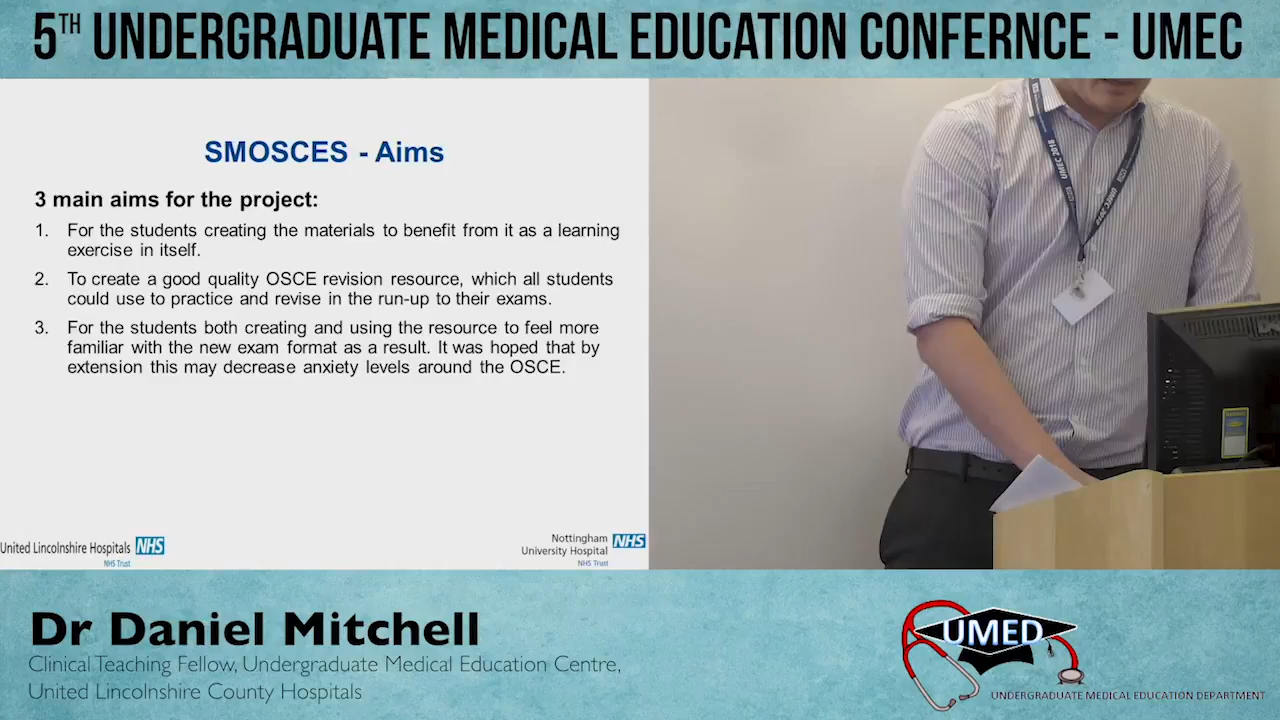 5TH UNDERGRADUATE MEDICAL EDUCATION CONFERNCE - UMEC
SMOSCES - Aims
3 main aims for the project:
1. For the students creating the materials to benefit from it as a learning
exercise in itself.
2. To create a good quality OSCE revision resource, which all students
could use to practice and revise in the run-up to their exams.
3. For the students both creating and using the resource to feel more
familiar with the new exam format as a result. It was hoped that by
extension this may decrease anxiety levels around the OSCE.
United Lincolnshire Hospitals NHS
NHS Trust
Nottingham
University Hospital NHS
NHS Trust
UMEC 2018
UMEC 2018
Dr Daniel Mitchell
Clinical Teaching Fellow, Undergraduate Medical Education Centre,
United Lincolnshire County Hospitals
UMED
UNDERGRADUATE MEDICAL EDUCATION DEPARTMENT